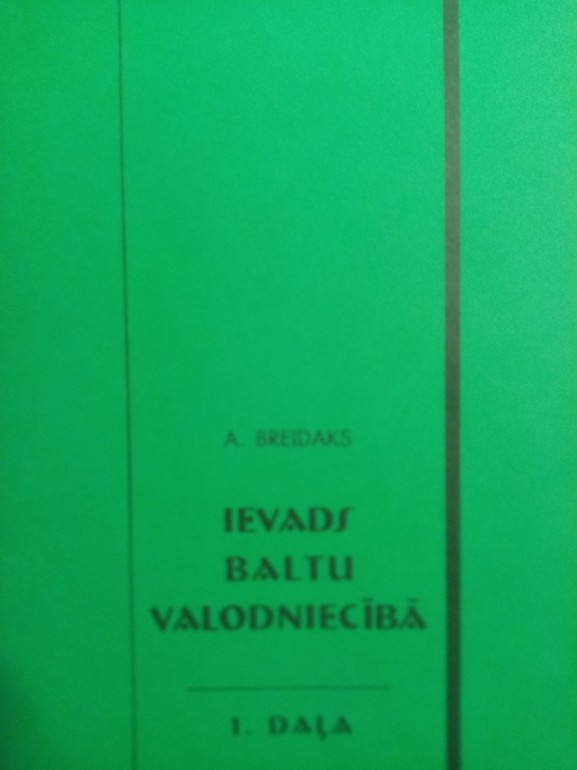 A. BREIDAKS
IEVADS
BALTU
VALODNIECĪBĀ
1. DAĻA